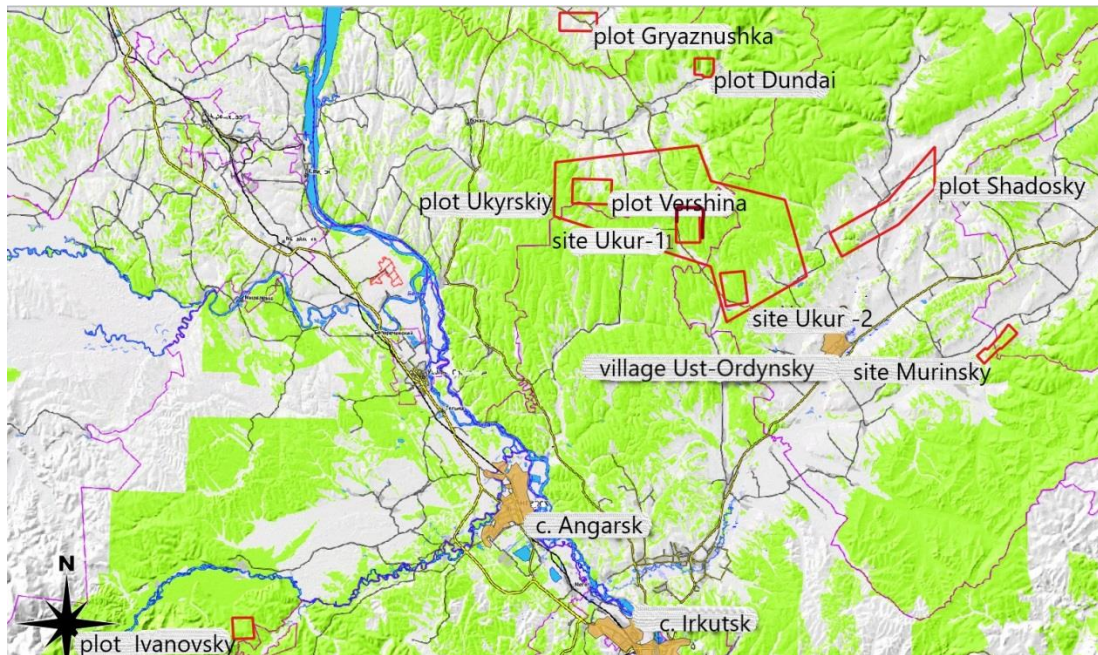 plot Gryaznushka
plot Dundai
plot Shadosky
plot Ukyrskiy
plot Vershina
site Ukur-11
site Ukur -2
village Ust-Ordynsky
site Murinsky
c. Angarsk
N
c. Irkutsk
plot Ivanovsky